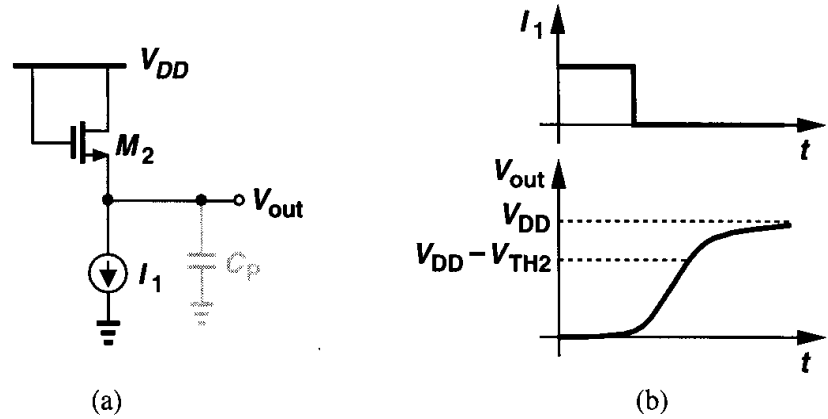 V_DD
M_2
V_out
I_1
C_P
(a)
I_1
t
V_out
V_DD
V_DD – V_TH2
t
(b)